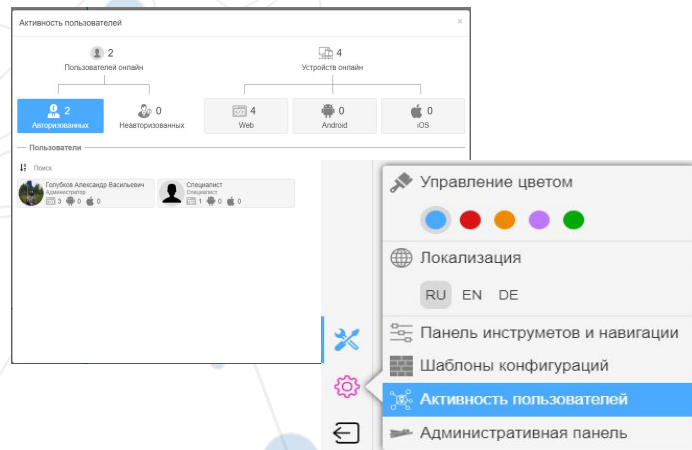 Активность пользователей
×
2
Пользователей онлайн
4
Устройств онлайн
2
Авторизованных
0
Неавторизованных
4
Web
0
Android
0
iOS
Пользователи
Поиск
Голубков Александр Васильевич
Администратор
3 0 0
Специалист
Специалист
1 0 0
Управление цветом
Локализация
RU EN DE
Панель инструметов и навигации
Шаблоны конфигураций
Активность пользователей
Административная панель